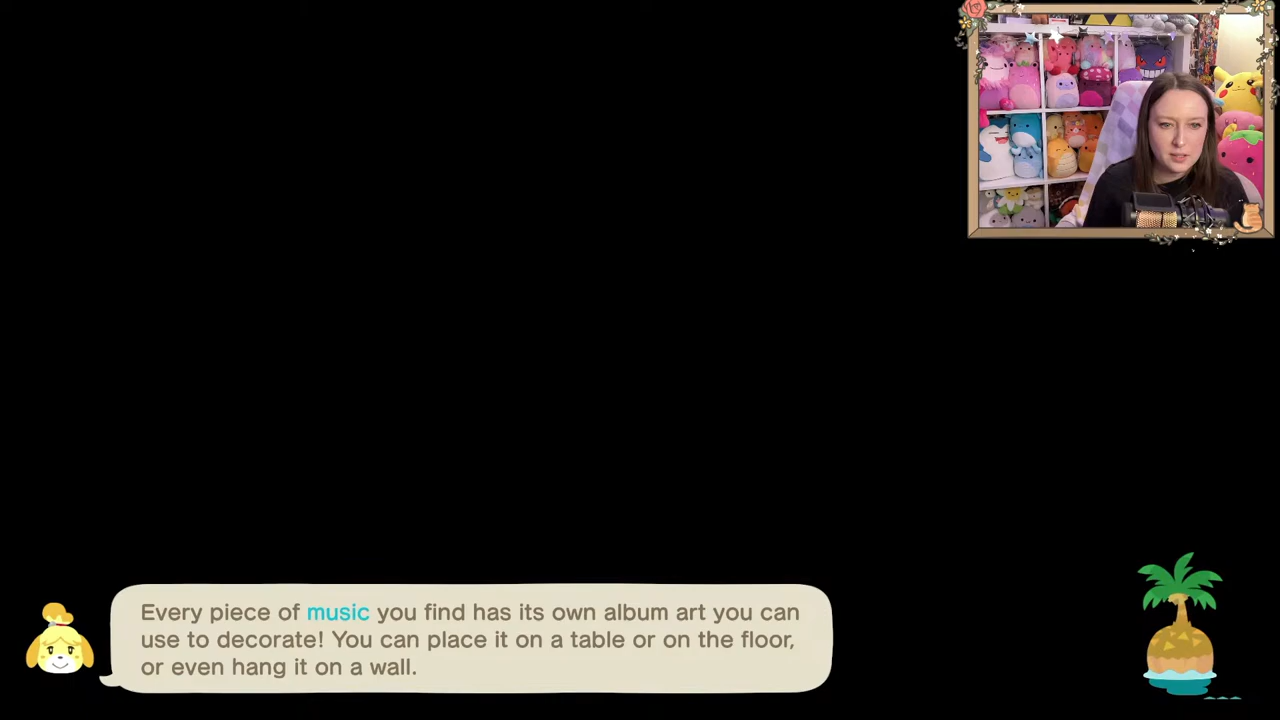 Every piece of music you find has its own album art you can
use to decorate! You can place it on a table or on the floor,
or even hang it on a wall.